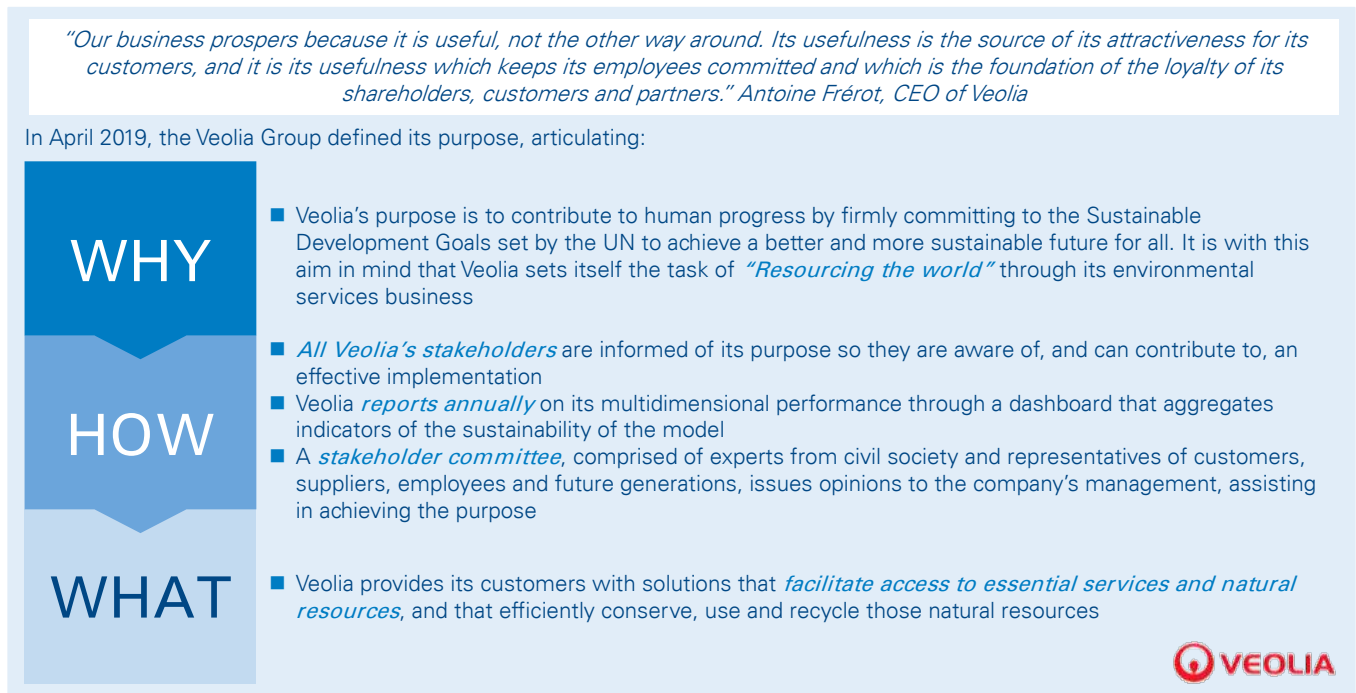 “Our business prospers because it is useful, not the other way around. Its usefulness is the source of its attractiveness for its
customers, and it is its usefulness which keeps its employees committed and which is the foundation of the loyalty of its
shareholders, customers and partners.” Antoine Frérot, CEO of Veolia
In April 2019, the Veolia Group defined its purpose, articulating:
WHY
■ Veolia’s purpose is to contribute to human progress by firmly committing to the Sustainable
Development Goals set by the UN to achieve a better and more sustainable future for all. It is with this
aim in mind that Veolia sets itself the task of “Resourcing the world” through its environmental
services business
HOW
■ All Veolia’s stakeholders are informed of its purpose so they are aware of, and can contribute to, an
effective implementation
■ Veolia reports annually on its multidimensional performance through a dashboard that aggregates
indicators of the sustainability of the model
■ A stakeholder committee, comprised of experts from civil society and representatives of customers,
suppliers, employees and future generations, issues opinions to the company’s management, assisting
in achieving the purpose
WHAT
■ Veolia provides its customers with solutions that facilitate access to essential services and natural
resources, and that efficiently conserve, use and recycle those natural resources
VEOLIA